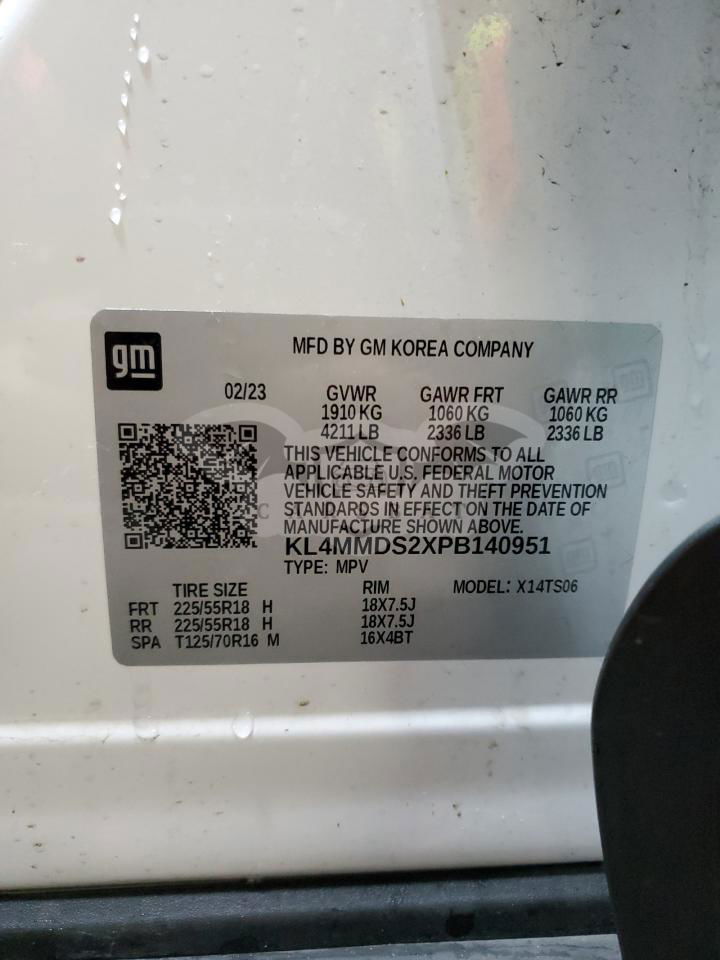 gm
MFD BY GM KOREA COMPANY
02/23 GVWR GAWR FRT GAWR RR
1910 KG 1060 KG 1060 KG
4211 LB 2336 LB 2336 LB
THIS VEHICLE CONFORMS TO ALL
APPLICABLE U.S. FEDERAL MOTOR
VEHICLE SAFETY AND THEFT PREVENTION
STANDARDS IN EFFECT ON THE DATE OF
MANUFACTURE SHOWN ABOVE.
KL4MMDS2XPB140951
TYPE: MPV
TIRE SIZE RIM MODEL: X14TS06
FRT 225/55R18 H 18X7.5J
RR 225/55R18 H 18X7.5J
SPA T125/70R16 M 16X4BT